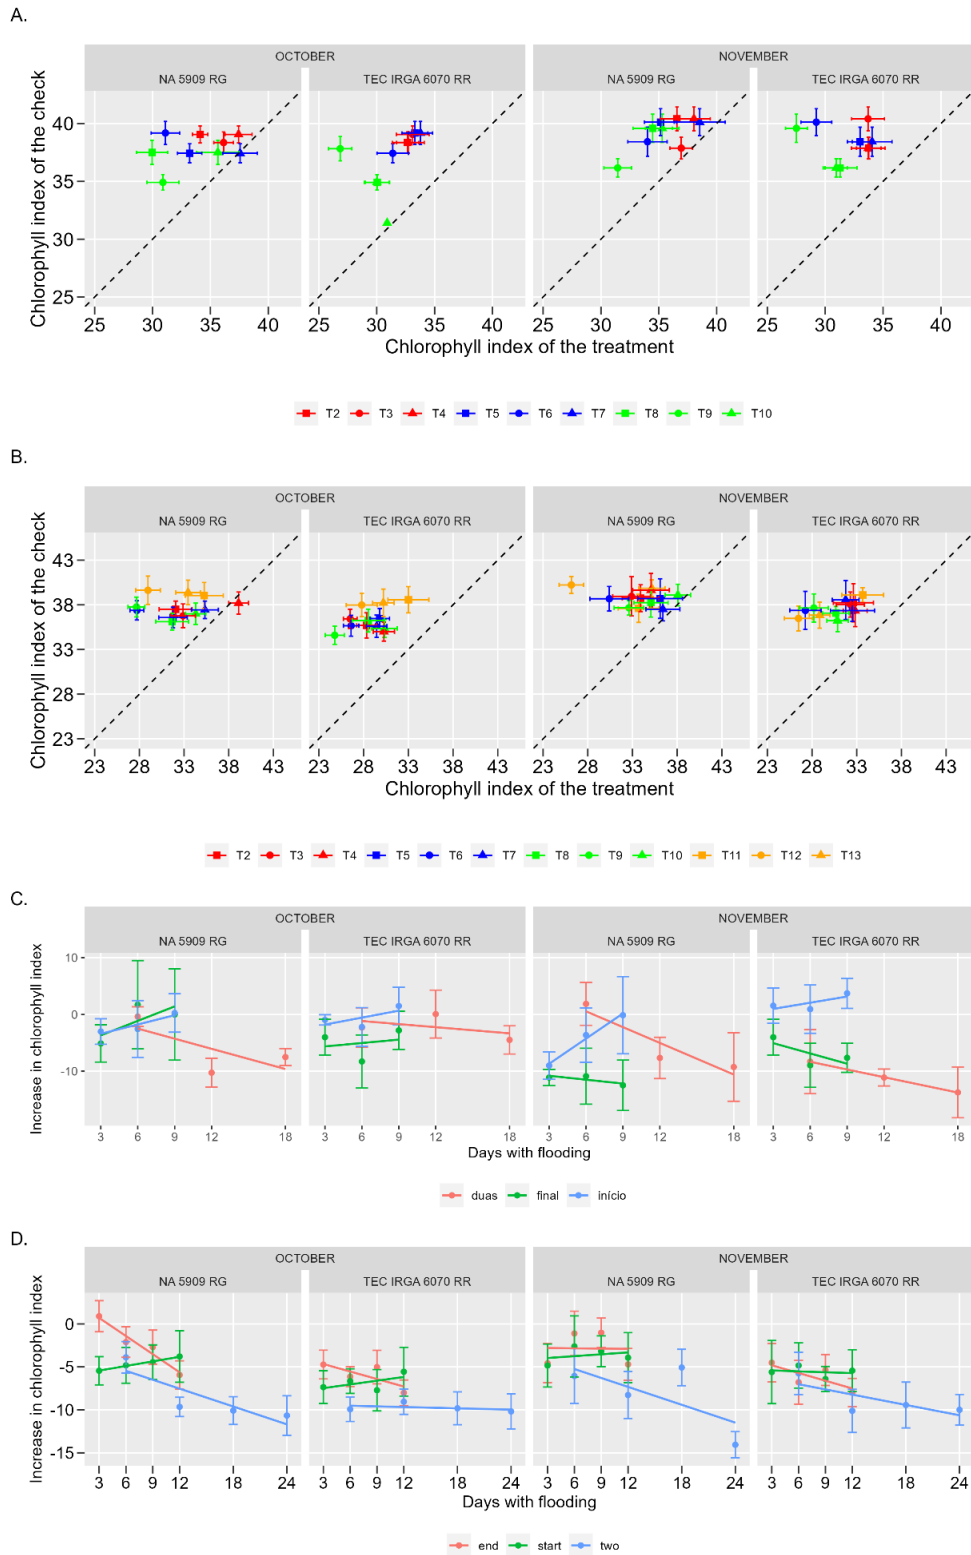 A.
OCTOBER NOVEMBER
NA 5909 RG TEC IRGA 6070 RR NA 5909 RG TEC IRGA 6070 RR
Chlorophyll index of the check
40
35
30
25
25 30 35 40 25 30 35 40 25 30 35 40 25 30 35 40
Chlorophyll index of the treatment
T2 T3 T4 T5 T6 T7 T8 T9 T10
B.
OCTOBER NOVEMBER
NA 5909 RG TEC IRGA 6070 RR NA 5909 RG TEC IRGA 6070 RR
Chlorophyll index of the check
43
38
33
28
23
23 28 33 38 43 23 28 33 38 43 23 28 33 38 43 23 28 33 38 43
Chlorophyll index of the treatment
T2 T3 T4 T5 T6 T7 T8 T9 T10 T11 T12 T13
C.
OCTOBER NOVEMBER
NA 5909 RG TEC IRGA 6070 RR NA 5909 RG TEC IRGA 6070 RR
Increase in chlorophyll index
10
0
-10
3 6 9 12 18 3 6 9 12 18 3 6 9 12 18 3 6 9 12 18
Days with flooding
duas final início
D.
OCTOBER NOVEMBER
NA 5909 RG TEC IRGA 6070 RR NA 5909 RG TEC IRGA 6070 RR
Increase in chlorophyll index
0
-5
-10
-15
3 6 9 12 18 24 3 6 9 12 18 24 3 6 9 12 18 24 3 6 9 12 18 24
Days with flooding
end start two